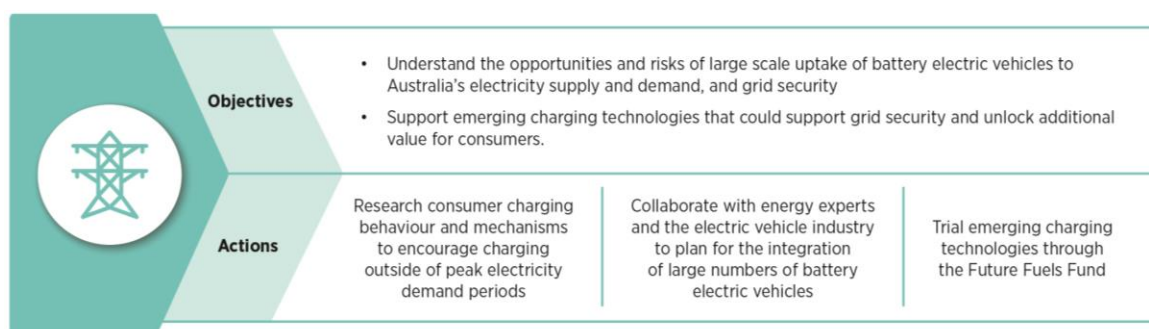 Objectives
• Understand the opportunities and risks of large scale uptake of battery electric vehicles to
Australia's electricity supply and demand, and grid security
• Support emerging charging technologies that could support grid security and unlock additional
value for consumers.
Actions
Research consumer charging
behaviour and mechanisms
to encourage charging
outside of peak electricity
demand periods
Collaborate with energy experts
and the electric vehicle industry
to plan for the integration
of large numbers of battery
electric vehicles
Trial emerging charging
technologies through
the Future Fuels Fund